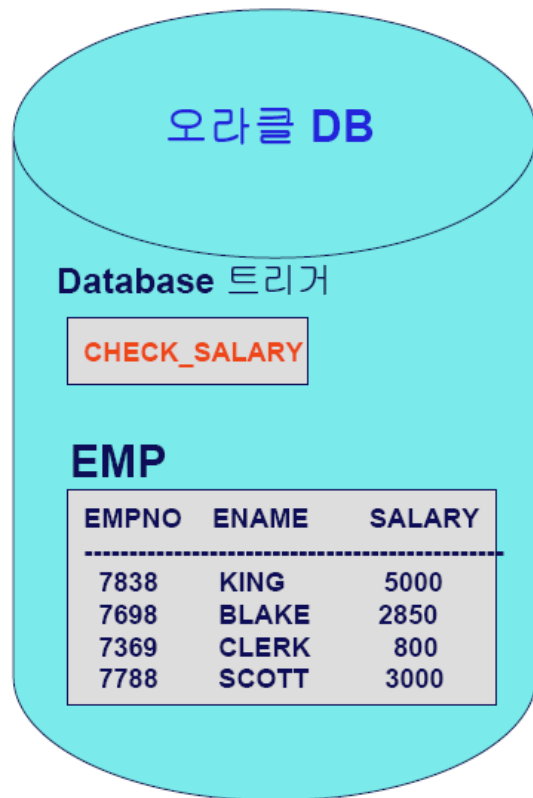 오라클 DB
Database 트리거
CHECK_SALARY
EMP
EMPNO ENAME SALARY
-----------------------------------------------
7838 KING 5000
7698 BLAKE 2850
7369 CLERK 800
7788 SCOTT 3000